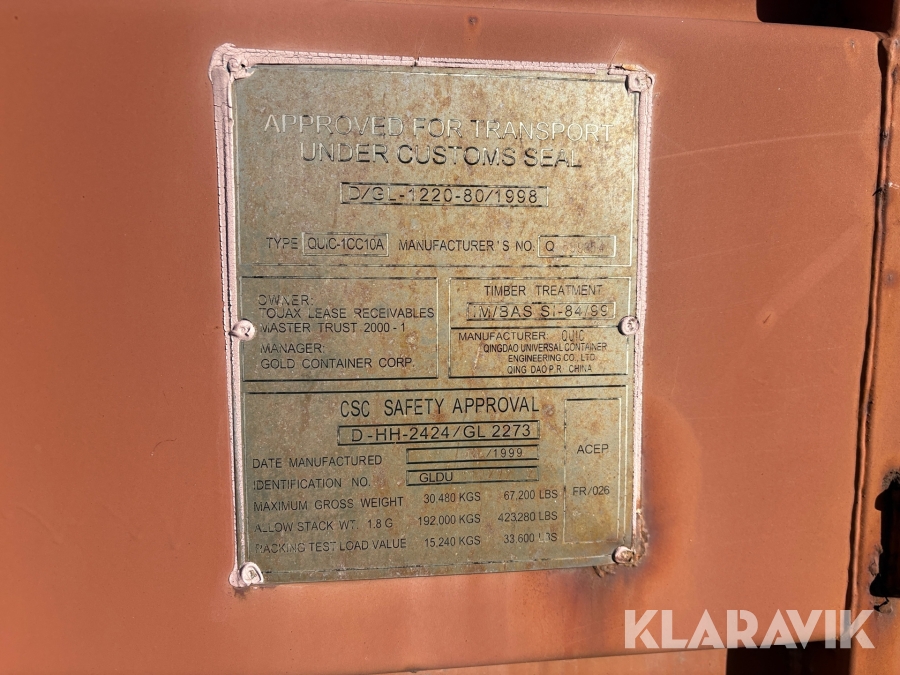 APPROVED FOR TRANSPORT
UNDER CUSTOMS SEAL
D/GL-1220-80/1998
TYPE QUIC-1CC10A MANUFACTURER'S NO. Q
OWNER:
TOUAX LEASE RECEIVABLES
MASTER TRUST 2000-1
MANAGER:
GOLD CONTAINER CORP.
TIMBER TREATMENT
IM/BAS SI-84/99
MANUFACTURER QUIC
QINGDAO UNIVERSAL CONTAINER
ENGINEERING CO., LTD
QING DAO P.R. CHINA
CSC SAFETY APPROVAL
D-HH-2424/GL 2273
DATE MANUFACTURED /1999
IDENTIFICATION NO. GLDU
MAXIMUM GROSS WEIGHT 30.480 KGS 67,200 LBS
ALLOW STACK WT. 1.8 G 192.000 KGS 423,280 LBS
RACKING TEST LOAD VALUE 15,240 KGS 33,600 LBS
ACEP
FR/026
KLARAVIK